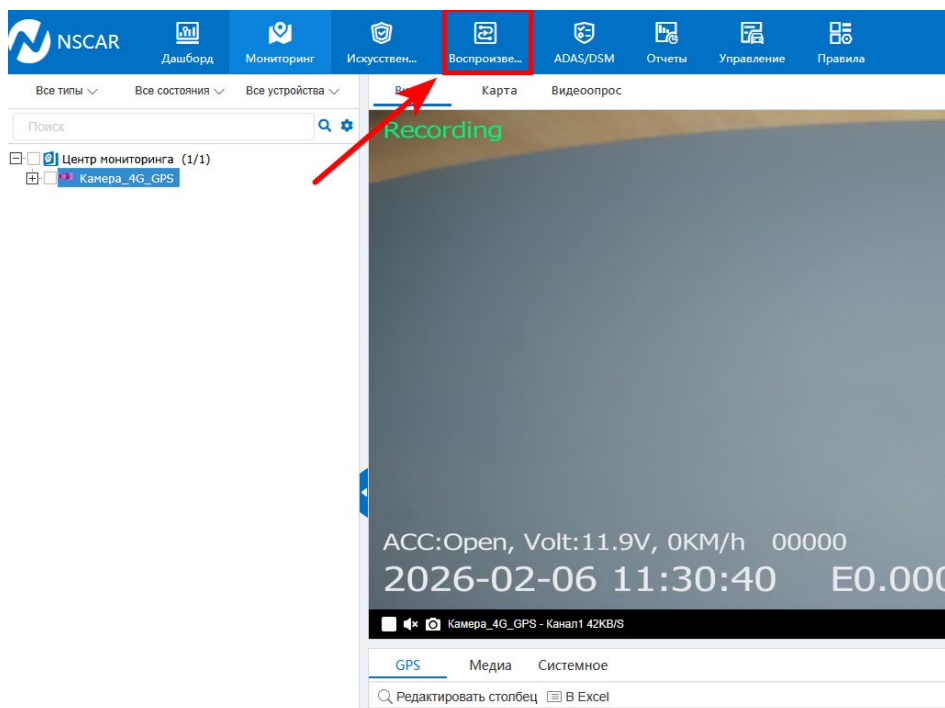 NSCAR
Дашборд
Мониторинг
Искусствен...
Воспроизве...
ADAS/DSM
Отчеты
Управление
Правила
Все типы
Все состояния
Все устройства
Карта
Видеоопрос
Поиск
Центр мониторинга (1/1)
Камера_4G_GPS
Recording
ACC:Open, Volt:11.9V, 0KM/h 00000
2026-02-06 11:30:40 E0.000
Камера_4G_GPS - Канал1 42KB/S
GPS
Медиа
Системное
Редактировать столбец
В Excel